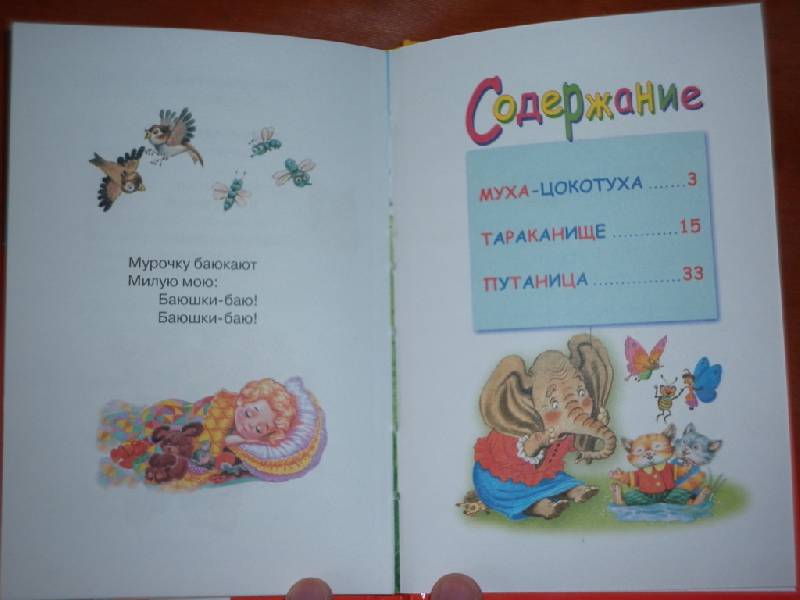 Мурочку баюкают
Милую мою:
Баюшки-баю!
Баюшки-баю!
Содержание
МУХА-ЦОКОТУХА.......3
ТАРАКАНИЩЕ............15
ПУТАНИЦА................33